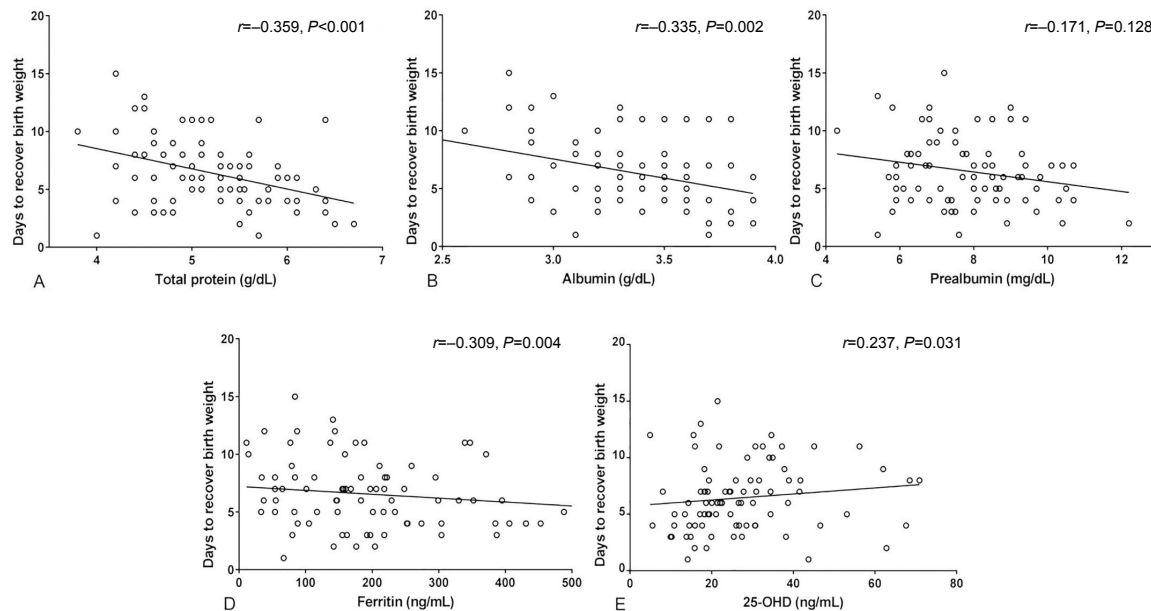 r=–0.359, P<0.001
Days to recover birth weight
20
15
10
5
0
4
5
6
7
Total protein (g/dL)
A
r=–0.335, P=0.002
Days to recover birth weight
20
15
10
5
0
2.5
3.0
3.5
4.0
Albumin (g/dL)
B
r=–0.171, P=0.128
Days to recover birth weight
20
15
10
5
0
4
6
8
10
12
Prealbumin (mg/dL)
C
r=–0.309, P=0.004
Days to recover birth weight
20
15
10
5
0
0
100
200
300
400
500
Ferritin (ng/mL)
D
r=0.237, P=0.031
Days to recover birth weight
20
15
10
5
0
0
20
40
60
80
25-OHD (ng/mL)
E